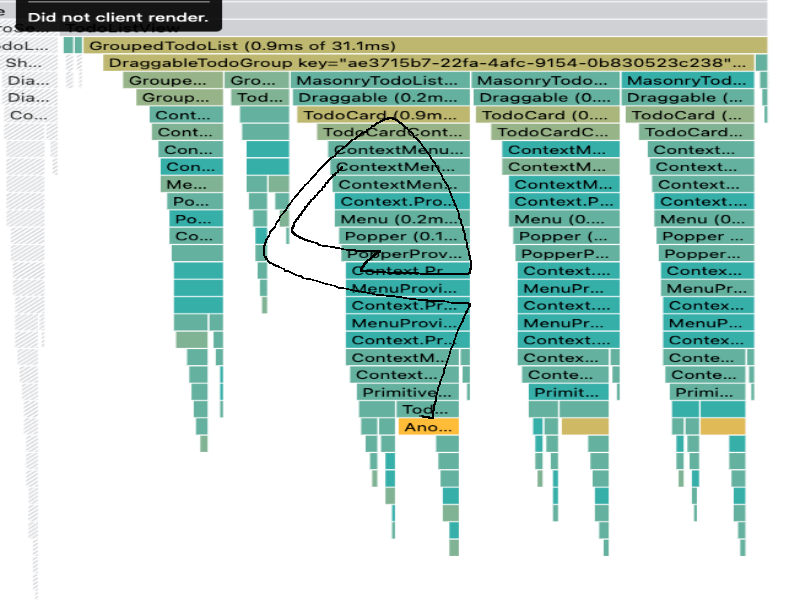 Did not client render.
TodoListView
GroupedTodoList (0.9ms of 31.1ms)
DraggableTodoGroup key="ae3715b7-22fa-4afc-9154-0b830523c238"...
Sh...
Dia... Groupe... Gro... MasonryTodoList... MasonryTodo... MasonryTod...
Dia... Group... Tod... Draggable (0.2m... Draggable (0.... Draggable (...
Co... Cont... TodoCard (0.9m... TodoCard (0.... TodoCard (...
Cont... TodoCardCont... TodoCardC... TodoCard...
Con... ContextMenu... ContextM... Context...
Con... ContextMen... ContextM... Context...
Me... ContextMen... ContextM... Context...
Po... Context.Pro... Context.P... Context....
Po... Menu (0.2m... Menu (0.... Menu (0...
Co... Popper (0.1... Popper (... Popper ...
PopperProv... PopperP... Popper...
Context.Pr... Context.... Contex...
MenuProvi... MenuPr... MenuPr...
Context.Pr... Context.... Contex...
MenuProvi... MenuPr... MenuP...
Context.Pr... Context.... Contex...
ContextM... Contex... Conte...
Context... Conte... Conte...
Primitive... Primit... Primi...
Tod...
Ano...